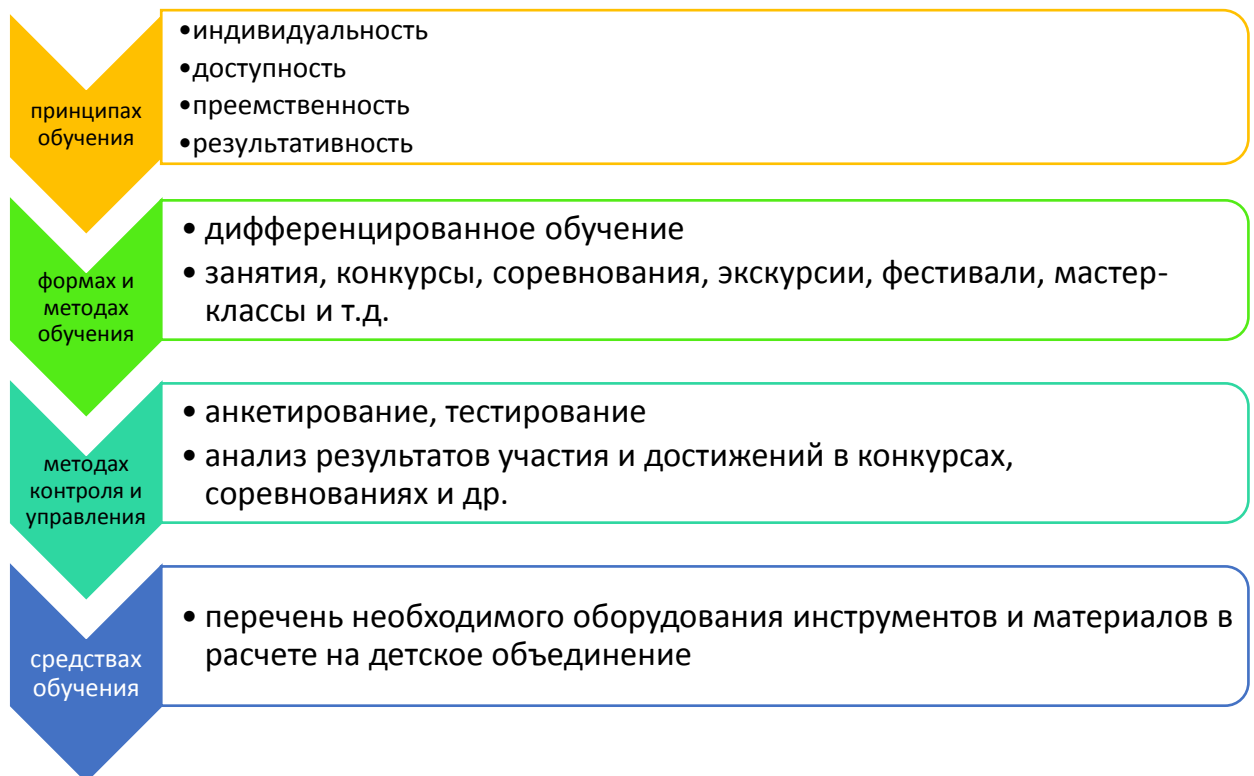 принципах
обучения
•индивидуальность
•доступность
•преемственность
•результативность
формах и
методах
обучения
• дифференцированное обучение
• занятия, конкурсы, соревнования, экскурсии, фестивали, мастер-
классы и т.д.
методах
контроля и
управления
• анкетирование, тестирование
• анализ результатов участия и достижений в конкурсах,
соревнованиях и др.
средствах
обучения
• перечень необходимого оборудования инструментов и материалов в
расчете на детское объединение